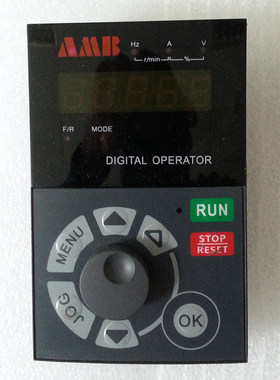 AMB
Hz A V
r/min %
F/R MODE
DIGITAL OPERATOR
RUN
MENU
STOP
RESET
JOG
OK